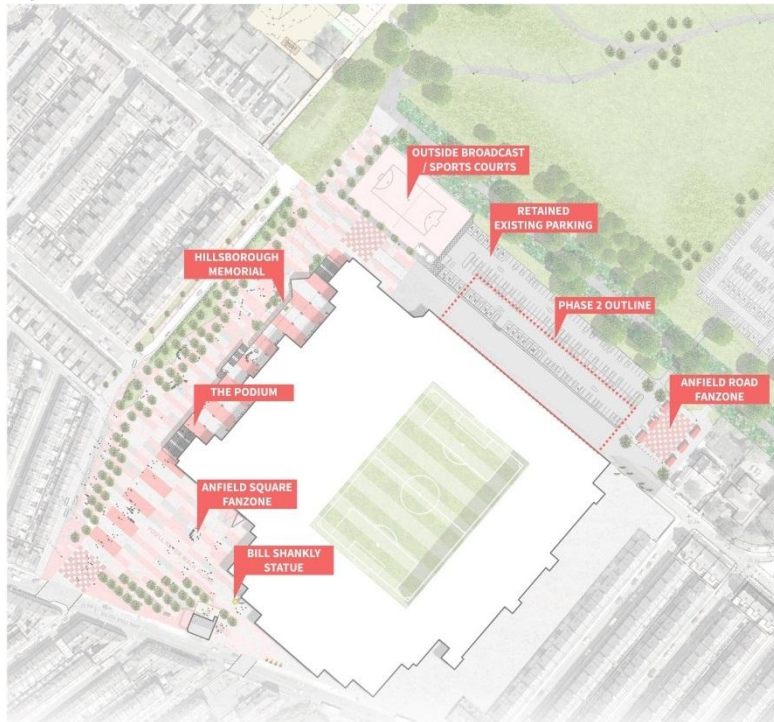 OUTSIDE BROADCAST
/ SPORTS COURTS
RETAINED
EXISTING PARKING
HILLSBOROUGH
MEMORIAL
PHASE 2 OUTLINE
ANFIELD ROAD
FANZONE
THE PODIUM
ANFIELD SQUARE
FANZONE
BILL SHANKLY
STATUE